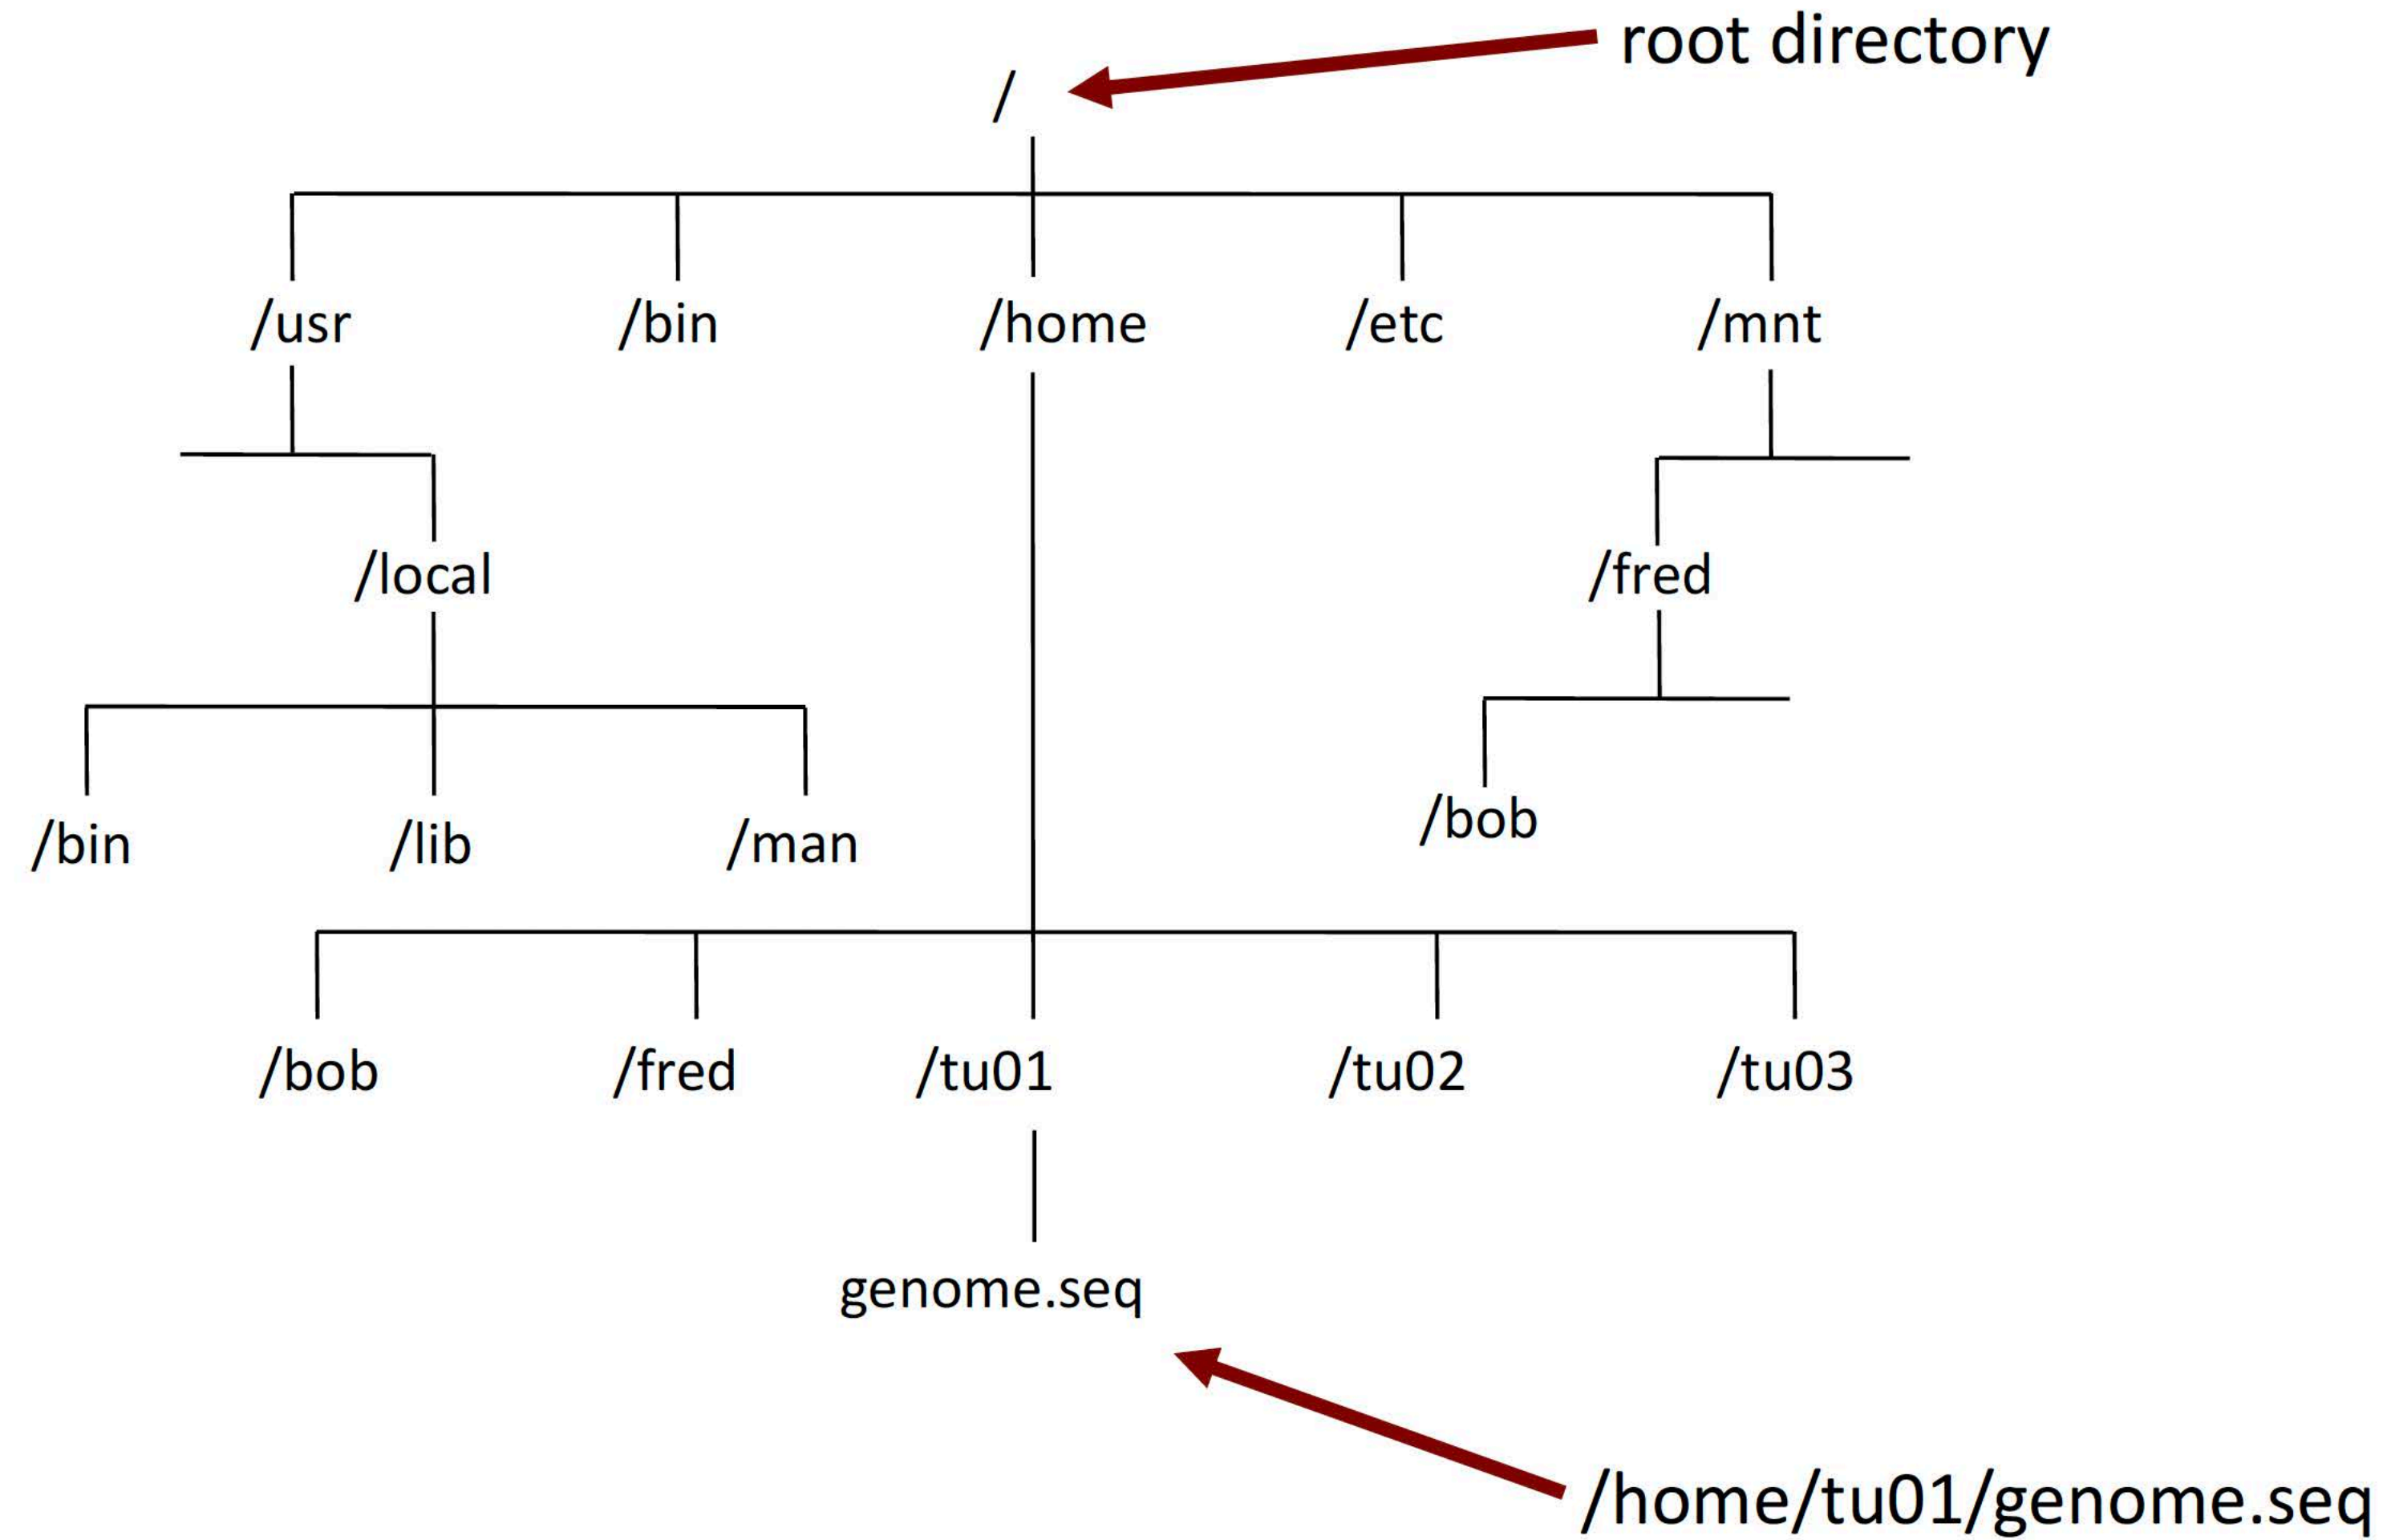 root directory
/
/usr /bin /home /etc /mnt
/local /fred
/bin /lib /man /bob
/bob /fred /tu01 /tu02 /tu03
genome.seq
/home/tu01/genome.seq